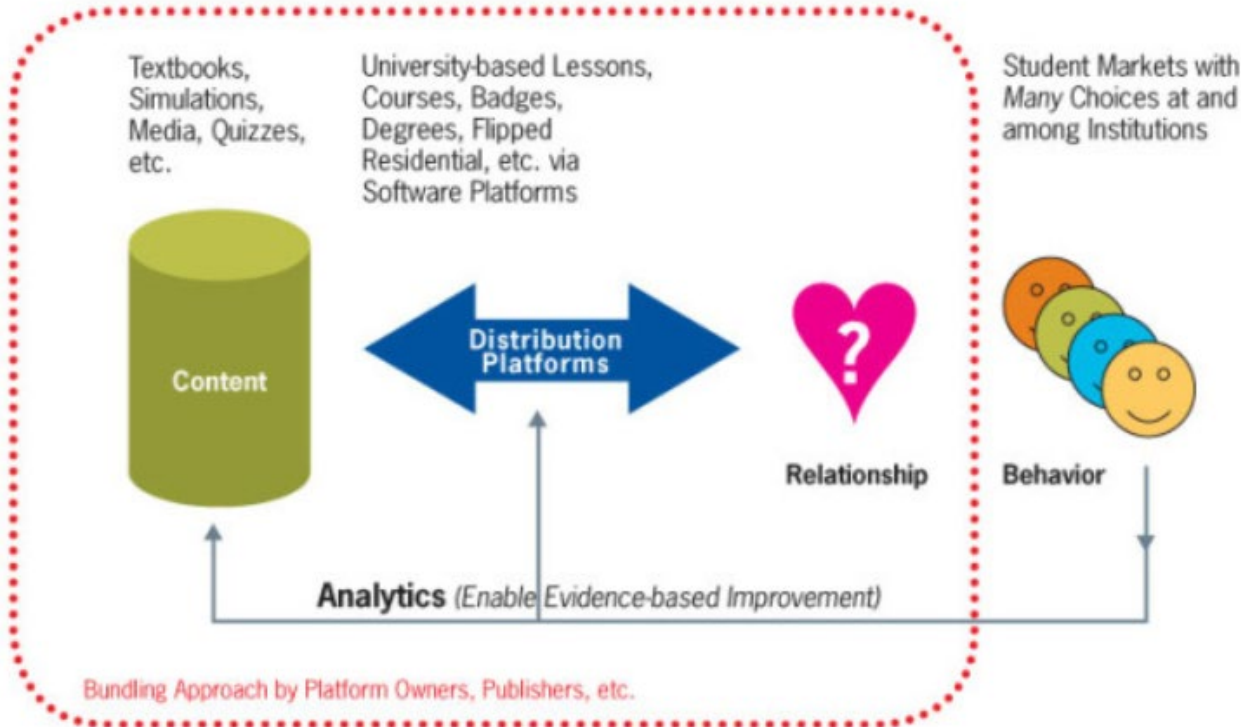 Textbooks,
Simulations,
Media, Quizzes,
etc.
University-based Lessons,
Courses, Badges,
Degrees, Flipped
Residential, etc. via
Software Platforms
Student Markets with
Many Choices at and
among Institutions
Content
Distribution
Platforms
?
Relationship
Behavior
Analytics (Enable Evidence-based Improvement)
Bundling Approach by Platform Owners, Publishers, etc.